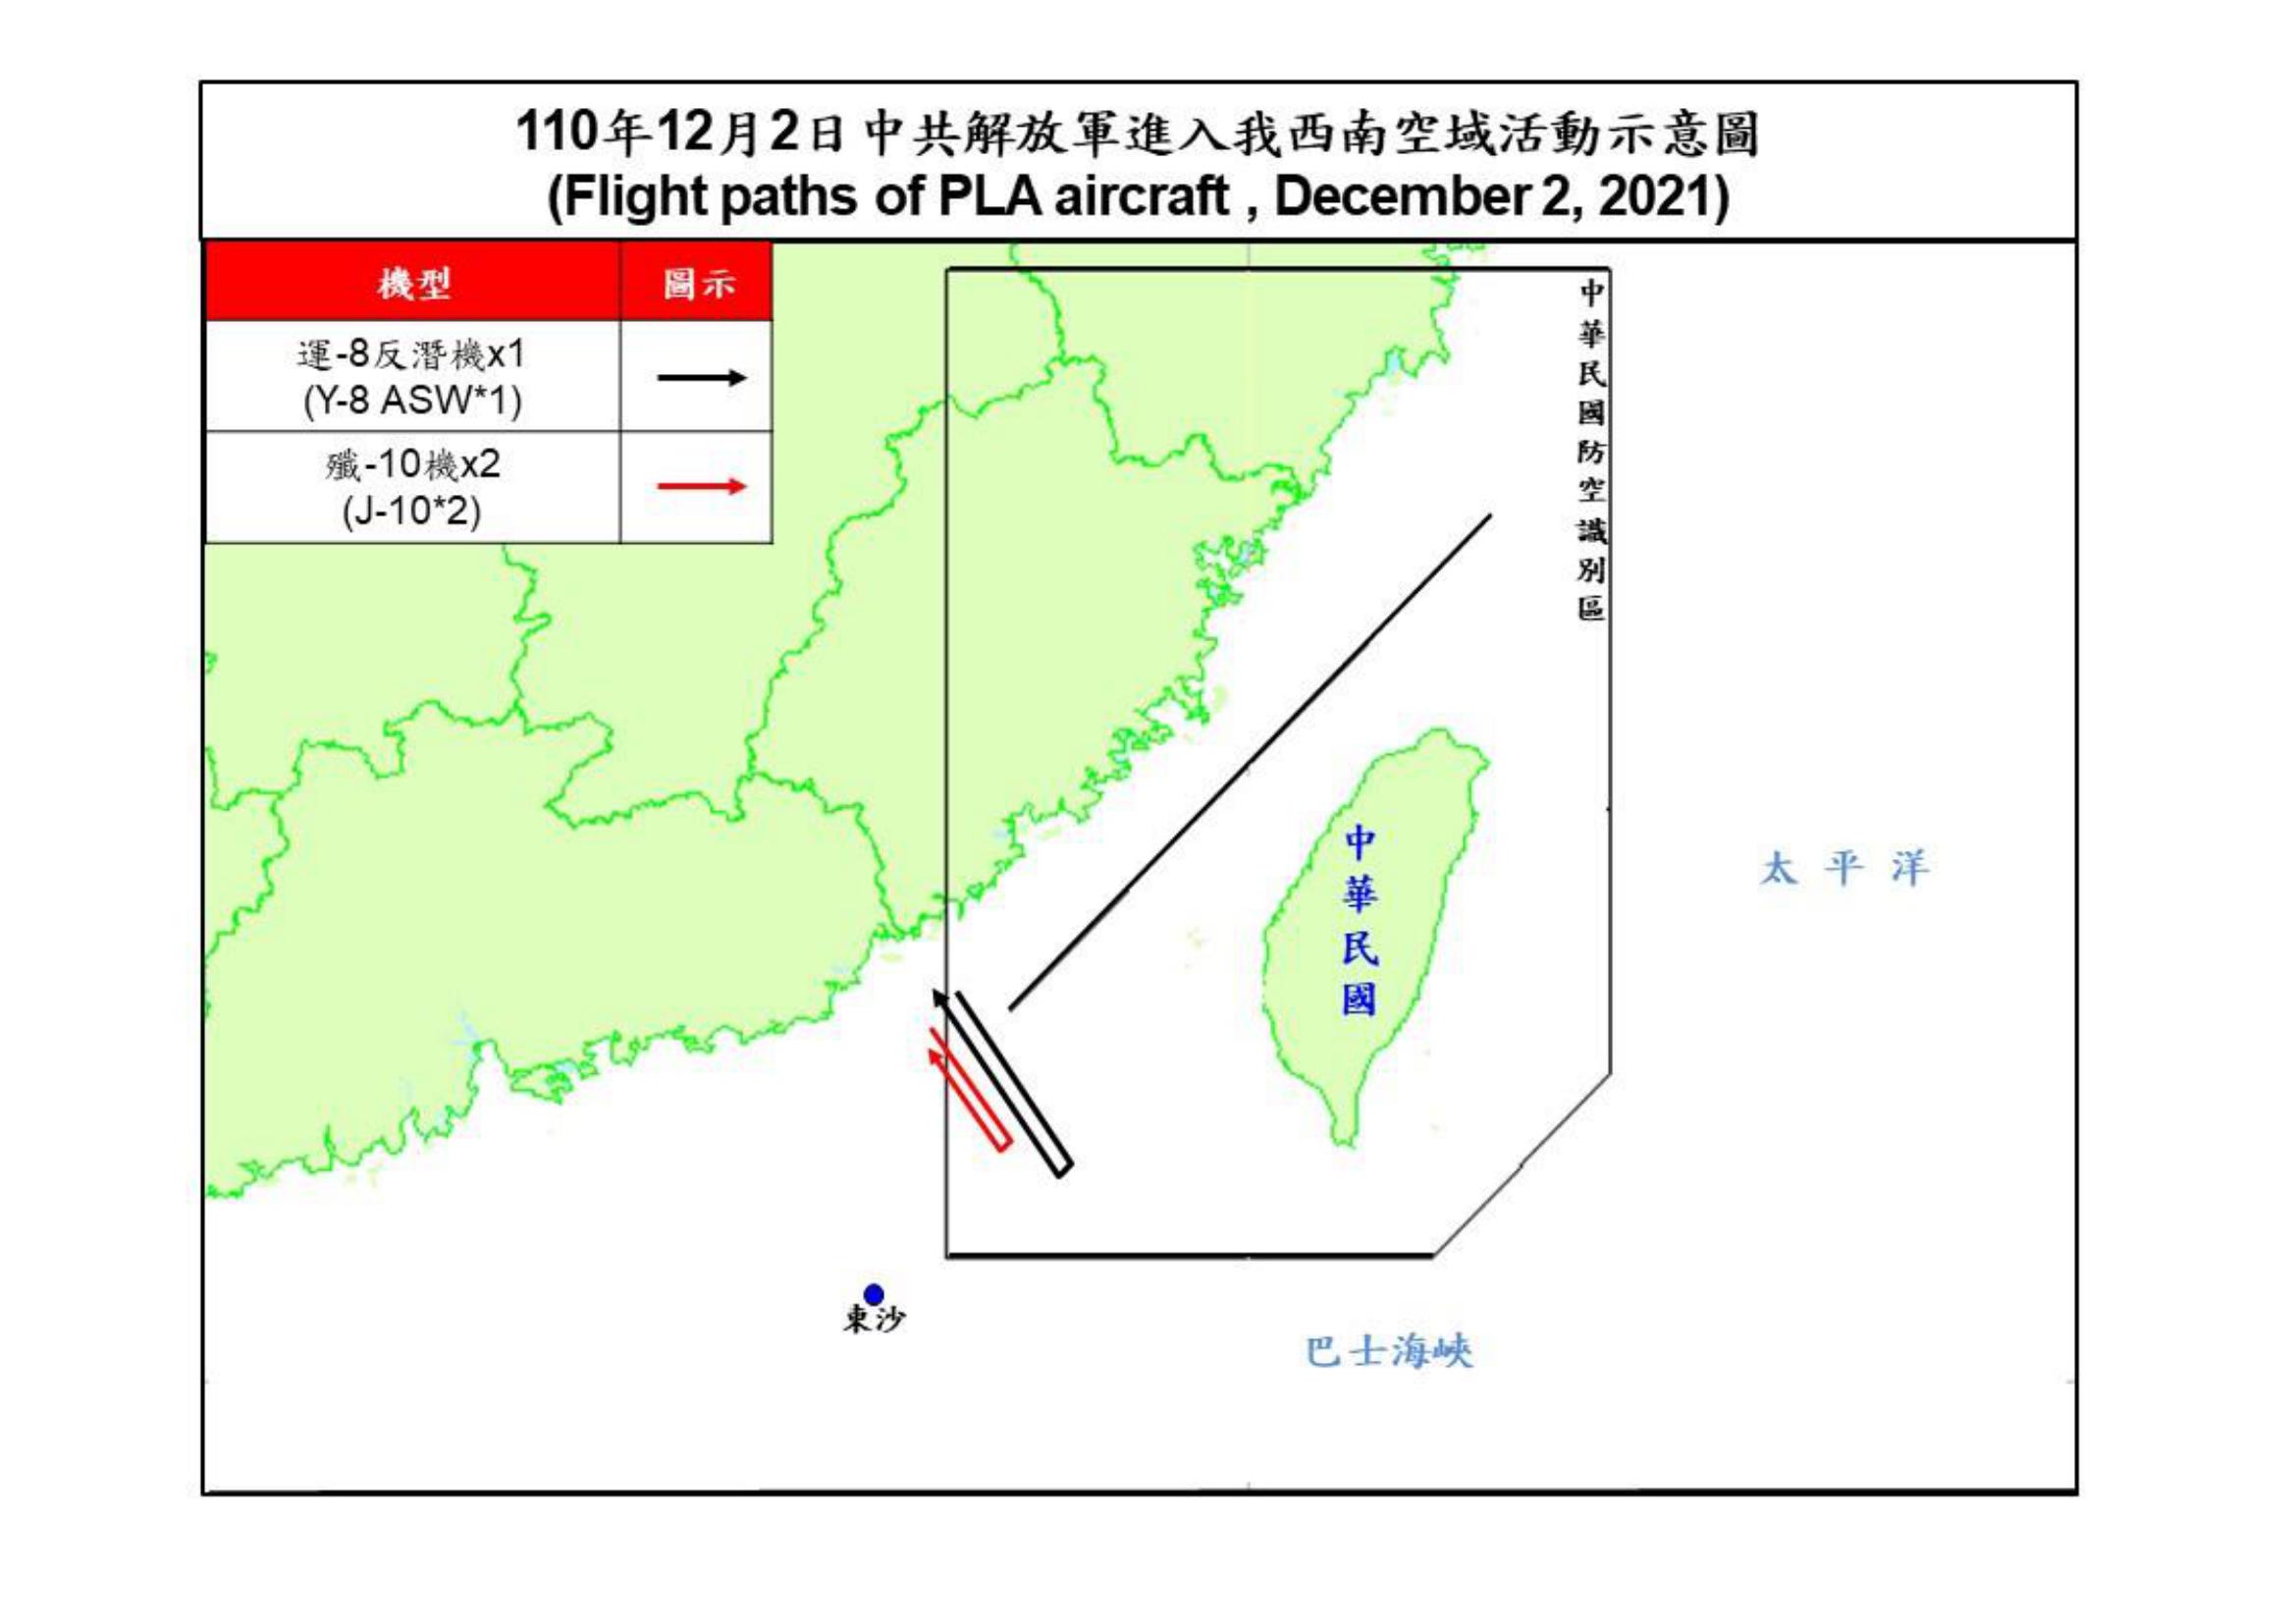 110年12月2日中共解放軍進入我西南空域活動示意圖
(Flight paths of PLA aircraft , December 2, 2021)
機型
圖示
運-8反潛機x1
(Y-8 ASW*1)
殲-10機x2
(J-10*2)
中華民國防空識別區
中華民國
太平洋
東沙
巴士海峽